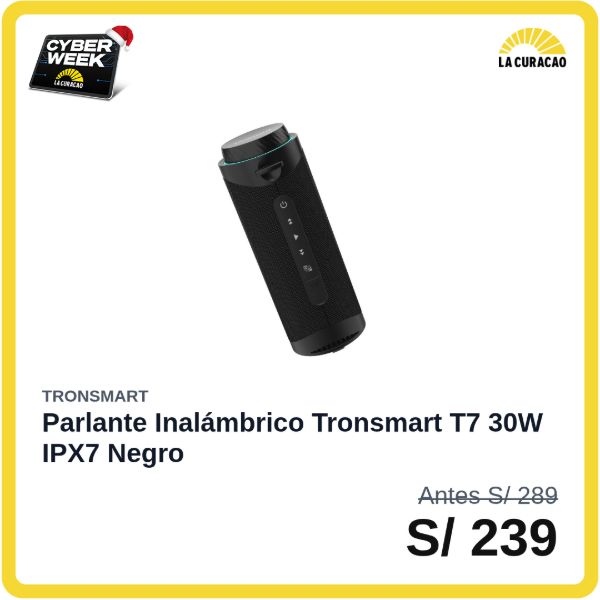 CYBER
WEEK
LA CURACAO
LA CURACAO
TRONSMART
Parlante Inalámbrico Tronsmart T7 30W
IPX7 Negro
Antes S/ 289
S/ 239